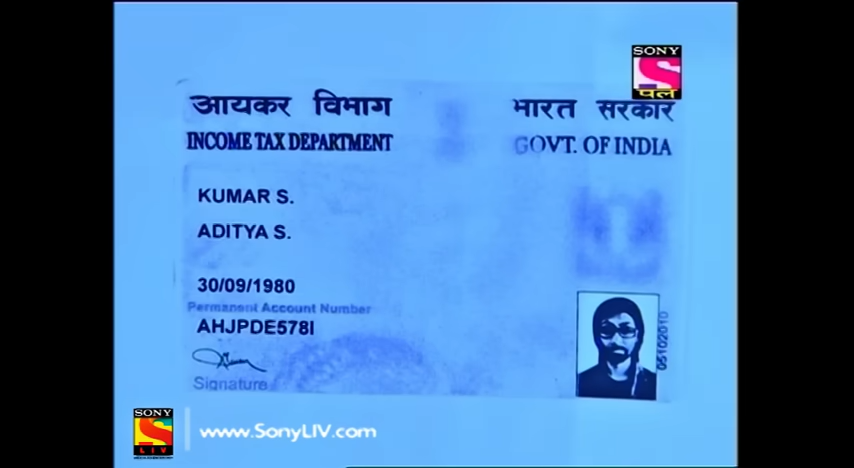 SONY
S
पल
आयकर विभाग भारत सरकार
INCOME TAX DEPARTMENT GOVT. OF INDIA
KUMAR S.
ADITYA S.
30/09/1980
Permanent Account Number
AHJPDE578I
05102010
Signature
SONY
S
LIV
www.SonyLIV.com